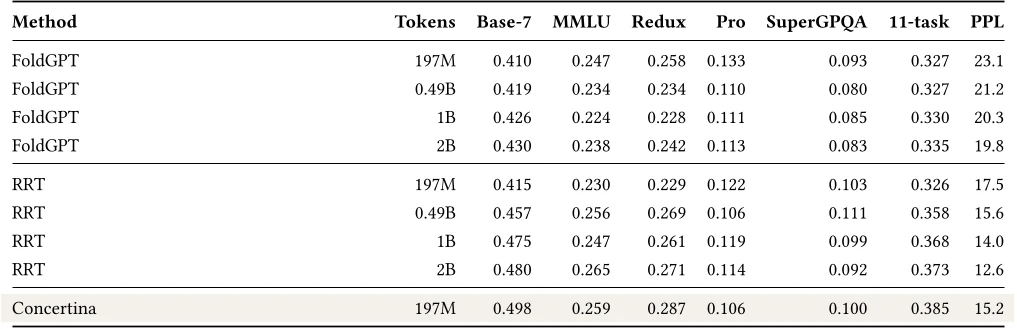 Method Tokens Base-7 MMLU Redux Pro SuperGPQA 11-task PPL
FoldGPT 197M 0.410 0.247 0.258 0.133 0.093 0.327 23.1
FoldGPT 0.49B 0.419 0.234 0.234 0.110 0.080 0.327 21.2
FoldGPT 1B 0.426 0.224 0.228 0.111 0.085 0.330 20.3
FoldGPT 2B 0.430 0.238 0.242 0.113 0.083 0.335 19.8
RRT 197M 0.415 0.230 0.229 0.122 0.103 0.326 17.5
RRT 0.49B 0.457 0.256 0.269 0.106 0.111 0.358 15.6
RRT 1B 0.475 0.247 0.261 0.119 0.099 0.368 14.0
RRT 2B 0.480 0.265 0.271 0.114 0.092 0.373 12.6
Concertina 197M 0.498 0.259 0.287 0.106 0.100 0.385 15.2